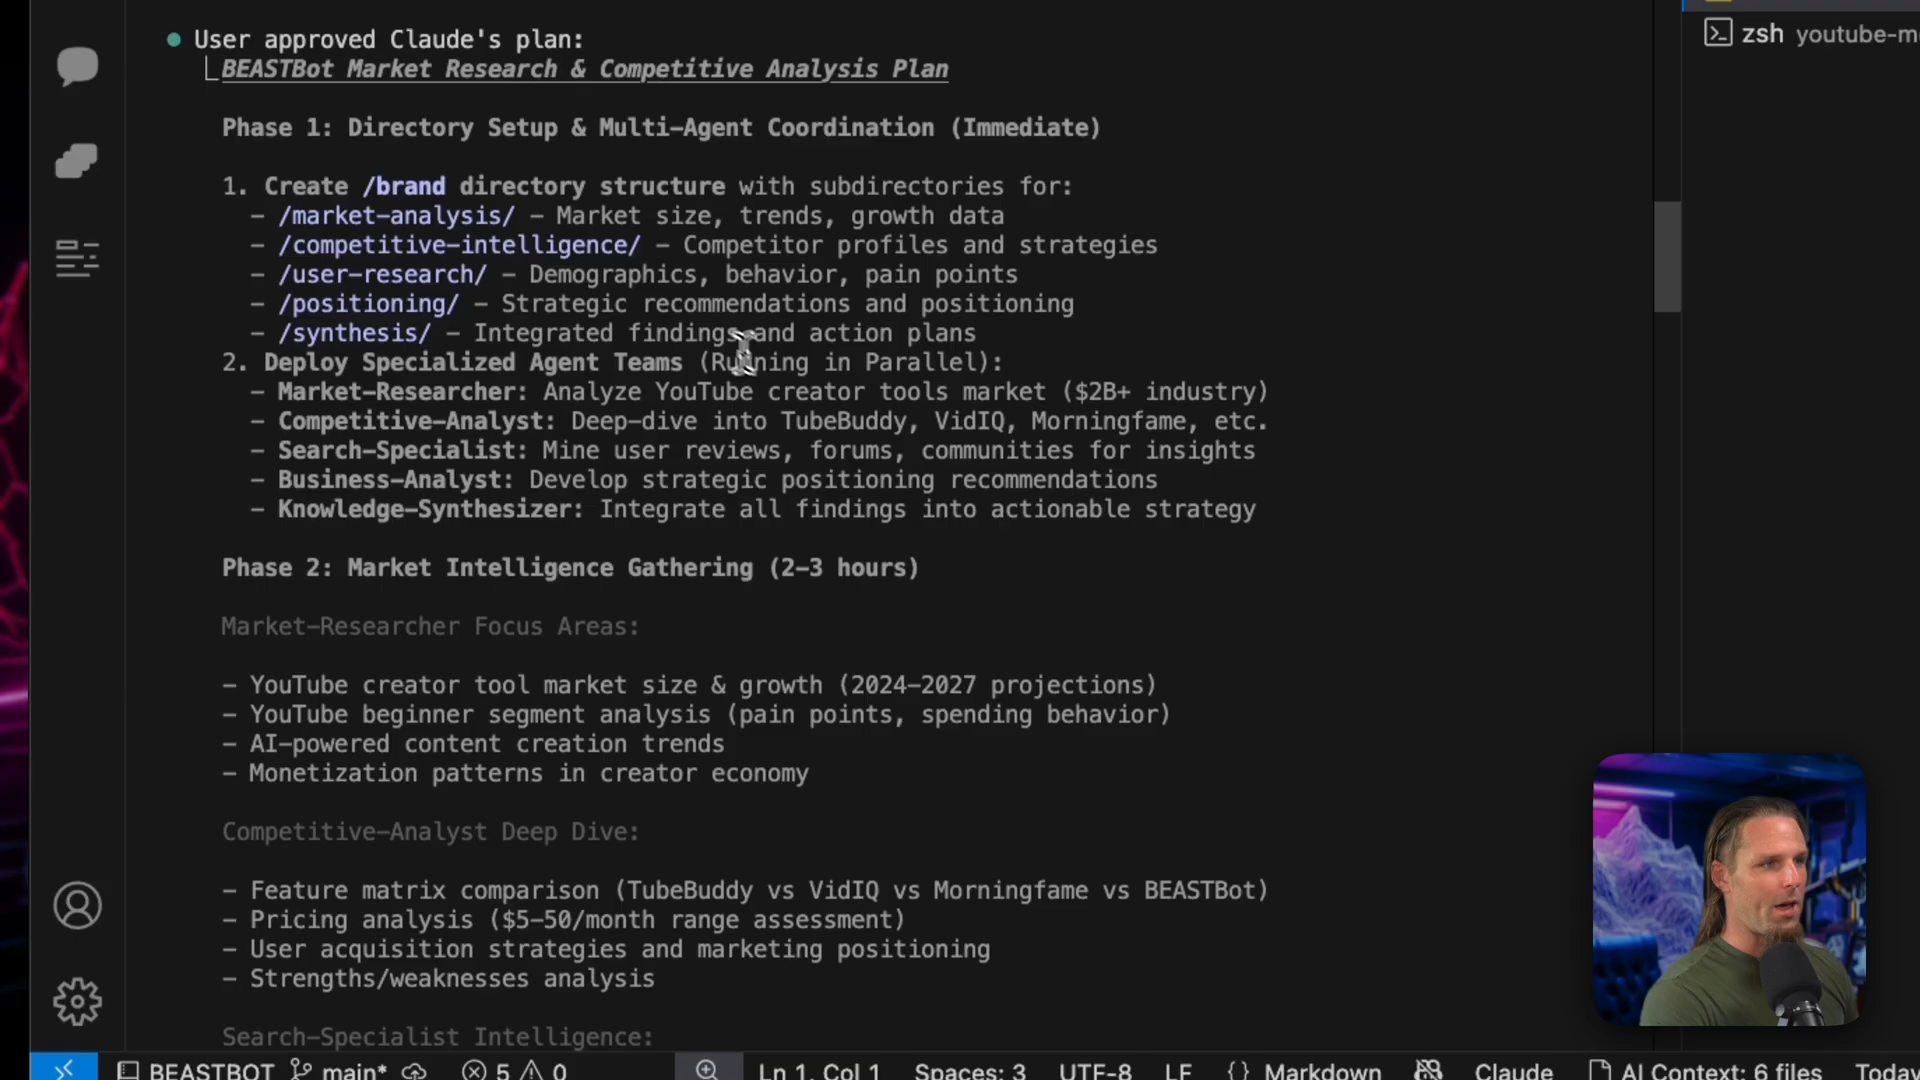 User approved Claude's plan:
zsh youtube-m
BEASTBot Market Research & Competitive Analysis Plan
Phase 1: Directory Setup & Multi-Agent Coordination (Immediate)
1. Create /brand directory structure with subdirectories for:
– /market-analysis/ – Market size, trends, growth data
– /competitive-intelligence/ – Competitor profiles and strategies
– /user-research/ – Demographics, behavior, pain points
– /positioning/ – Strategic recommendations and positioning
– /synthesis/ – Integrated findings and action plans
2. Deploy Specialized Agent Teams (Running in Parallel):
– Market-Researcher: Analyze YouTube creator tools market ($2B+ industry)
– Competitive-Analyst: Deep-dive into TubeBuddy, VidIQ, Morningfame, etc.
– Search-Specialist: Mine user reviews, forums, communities for insights
– Business-Analyst: Develop strategic positioning recommendations
– Knowledge-Synthesizer: Integrate all findings into actionable strategy
Phase 2: Market Intelligence Gathering (2-3 hours)
Market-Researcher Focus Areas:
– YouTube creator tool market size & growth (2024-2027 projections)
– YouTube beginner segment analysis (pain points, spending behavior)
– AI-powered content creation trends
– Monetization patterns in creator economy
Competitive-Analyst Deep Dive:
– Feature matrix comparison (TubeBuddy vs VidIQ vs Morningfame vs BEASTBot)
– Pricing analysis ($5-50/month range assessment)
– User acquisition strategies and marketing positioning
– Strengths/weaknesses analysis
Search-Specialist Intelligence:
BEASTBOT main* 5 0 Ln 1, Col 1 Spaces: 3 UTF-8 LF {} Markdown Claude AI Context: 6 files Today